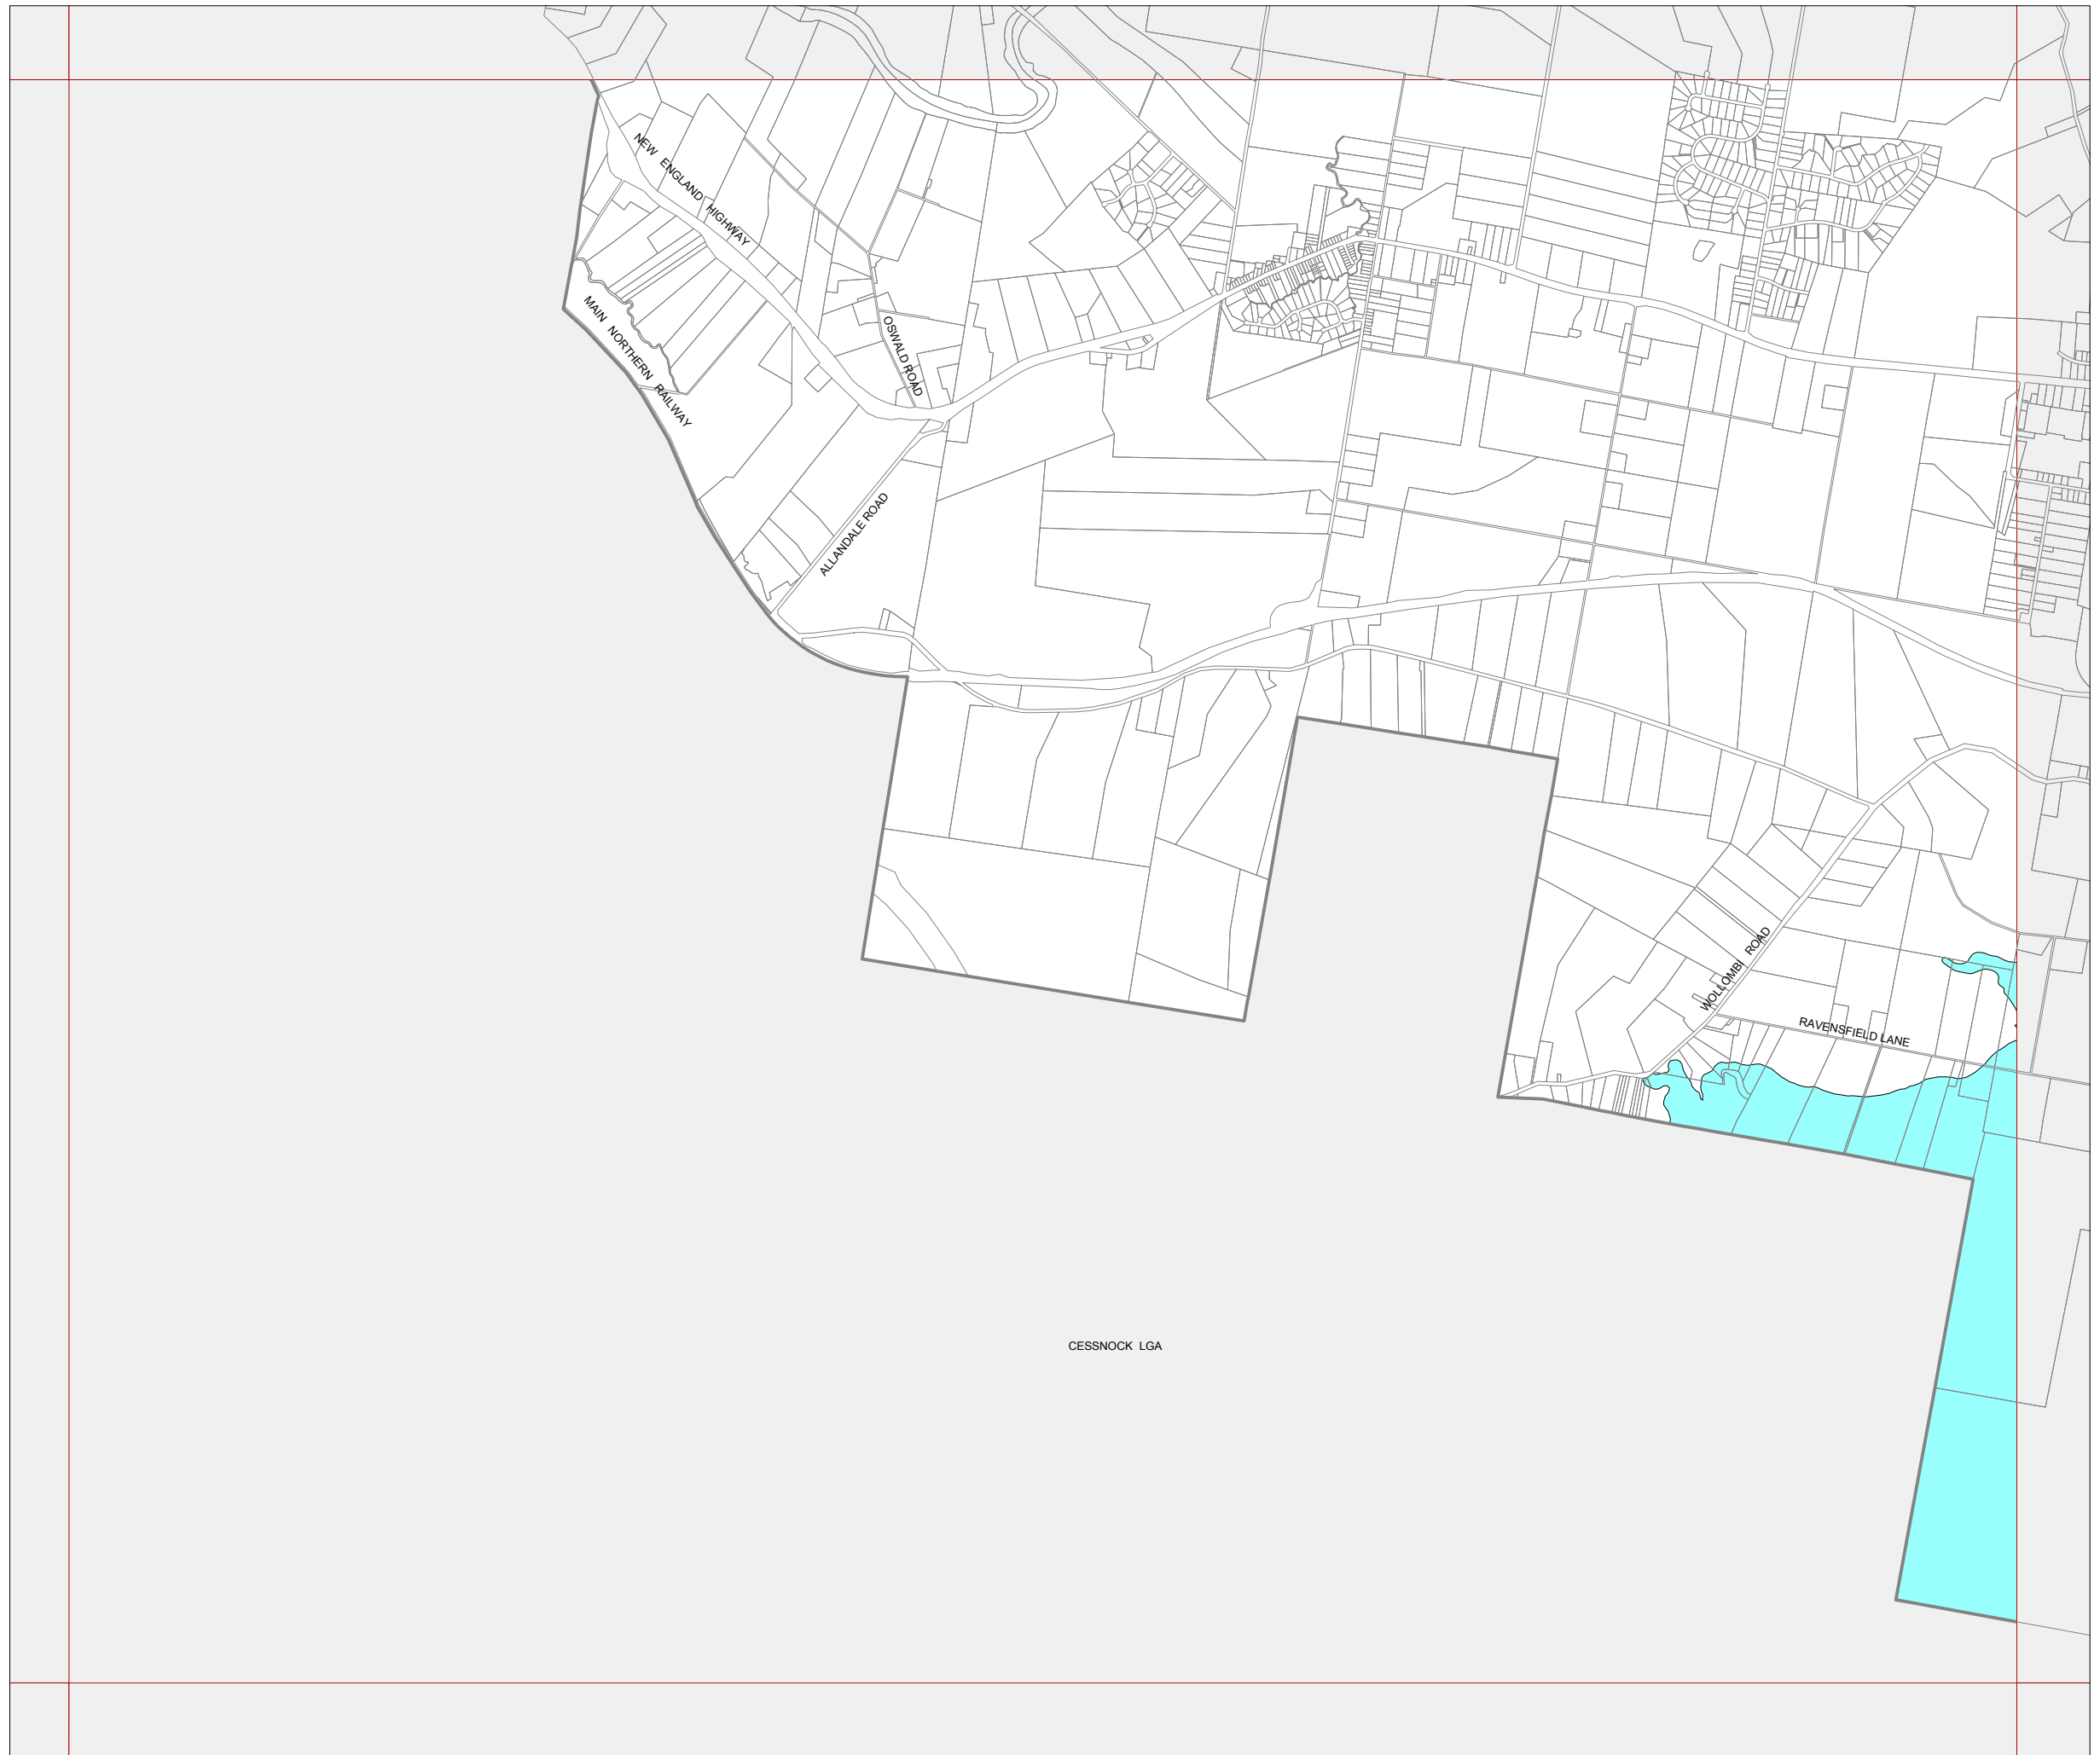 NEW ENGLAND HIGHWAY
MAIN NORTHERN RAILWAY
OSWALD ROAD
ALLANDALE ROAD
WOLLOMBI ROAD
RAVENSFIELD LANE
CESSNOCK LGA